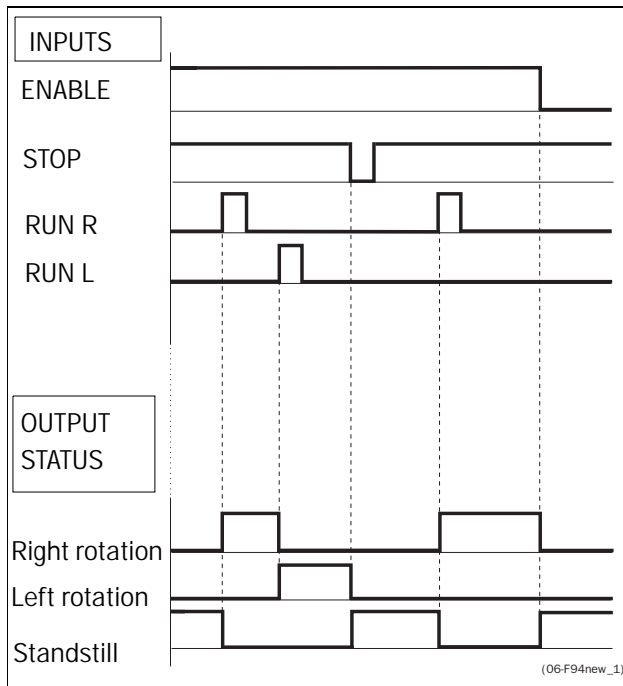 INPUTS
ENABLE
STOP
RUN R
RUN L
OUTPUT
STATUS
Right rotation
Left rotation
Standstill
(06-F94new_1)